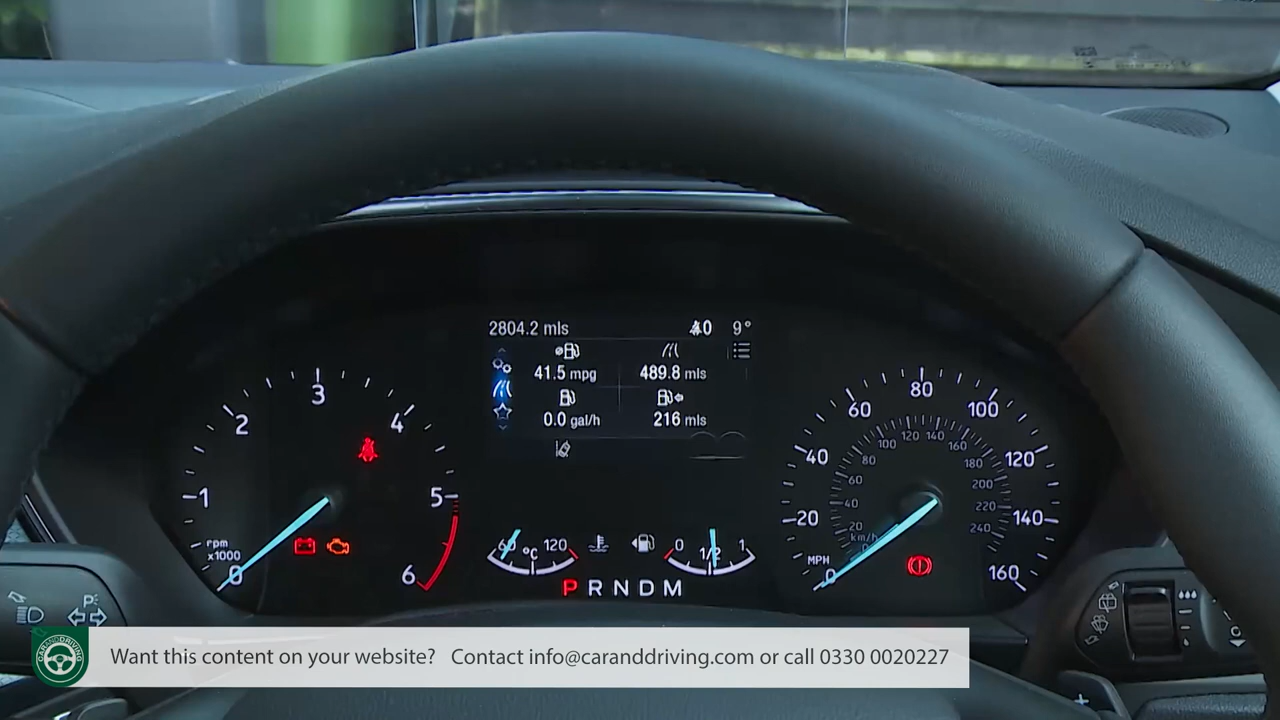 2804.2 mls
0 9°
41.5 mpg 489.8 mls
0.0 gal/h 216 mls
1 2 3 4 5 6
rpm
x1000
0
60 °C 120
0 1/2 1
P R N D M
0 20 40 60 80 100 120 140 160
MPH
20 40 60 80 100 120 140 160 180 200 220 240
km/h
0
P
CARANDDRIVING
Want this content on your website? Contact info@caranddriving.com or call 0330 0020227